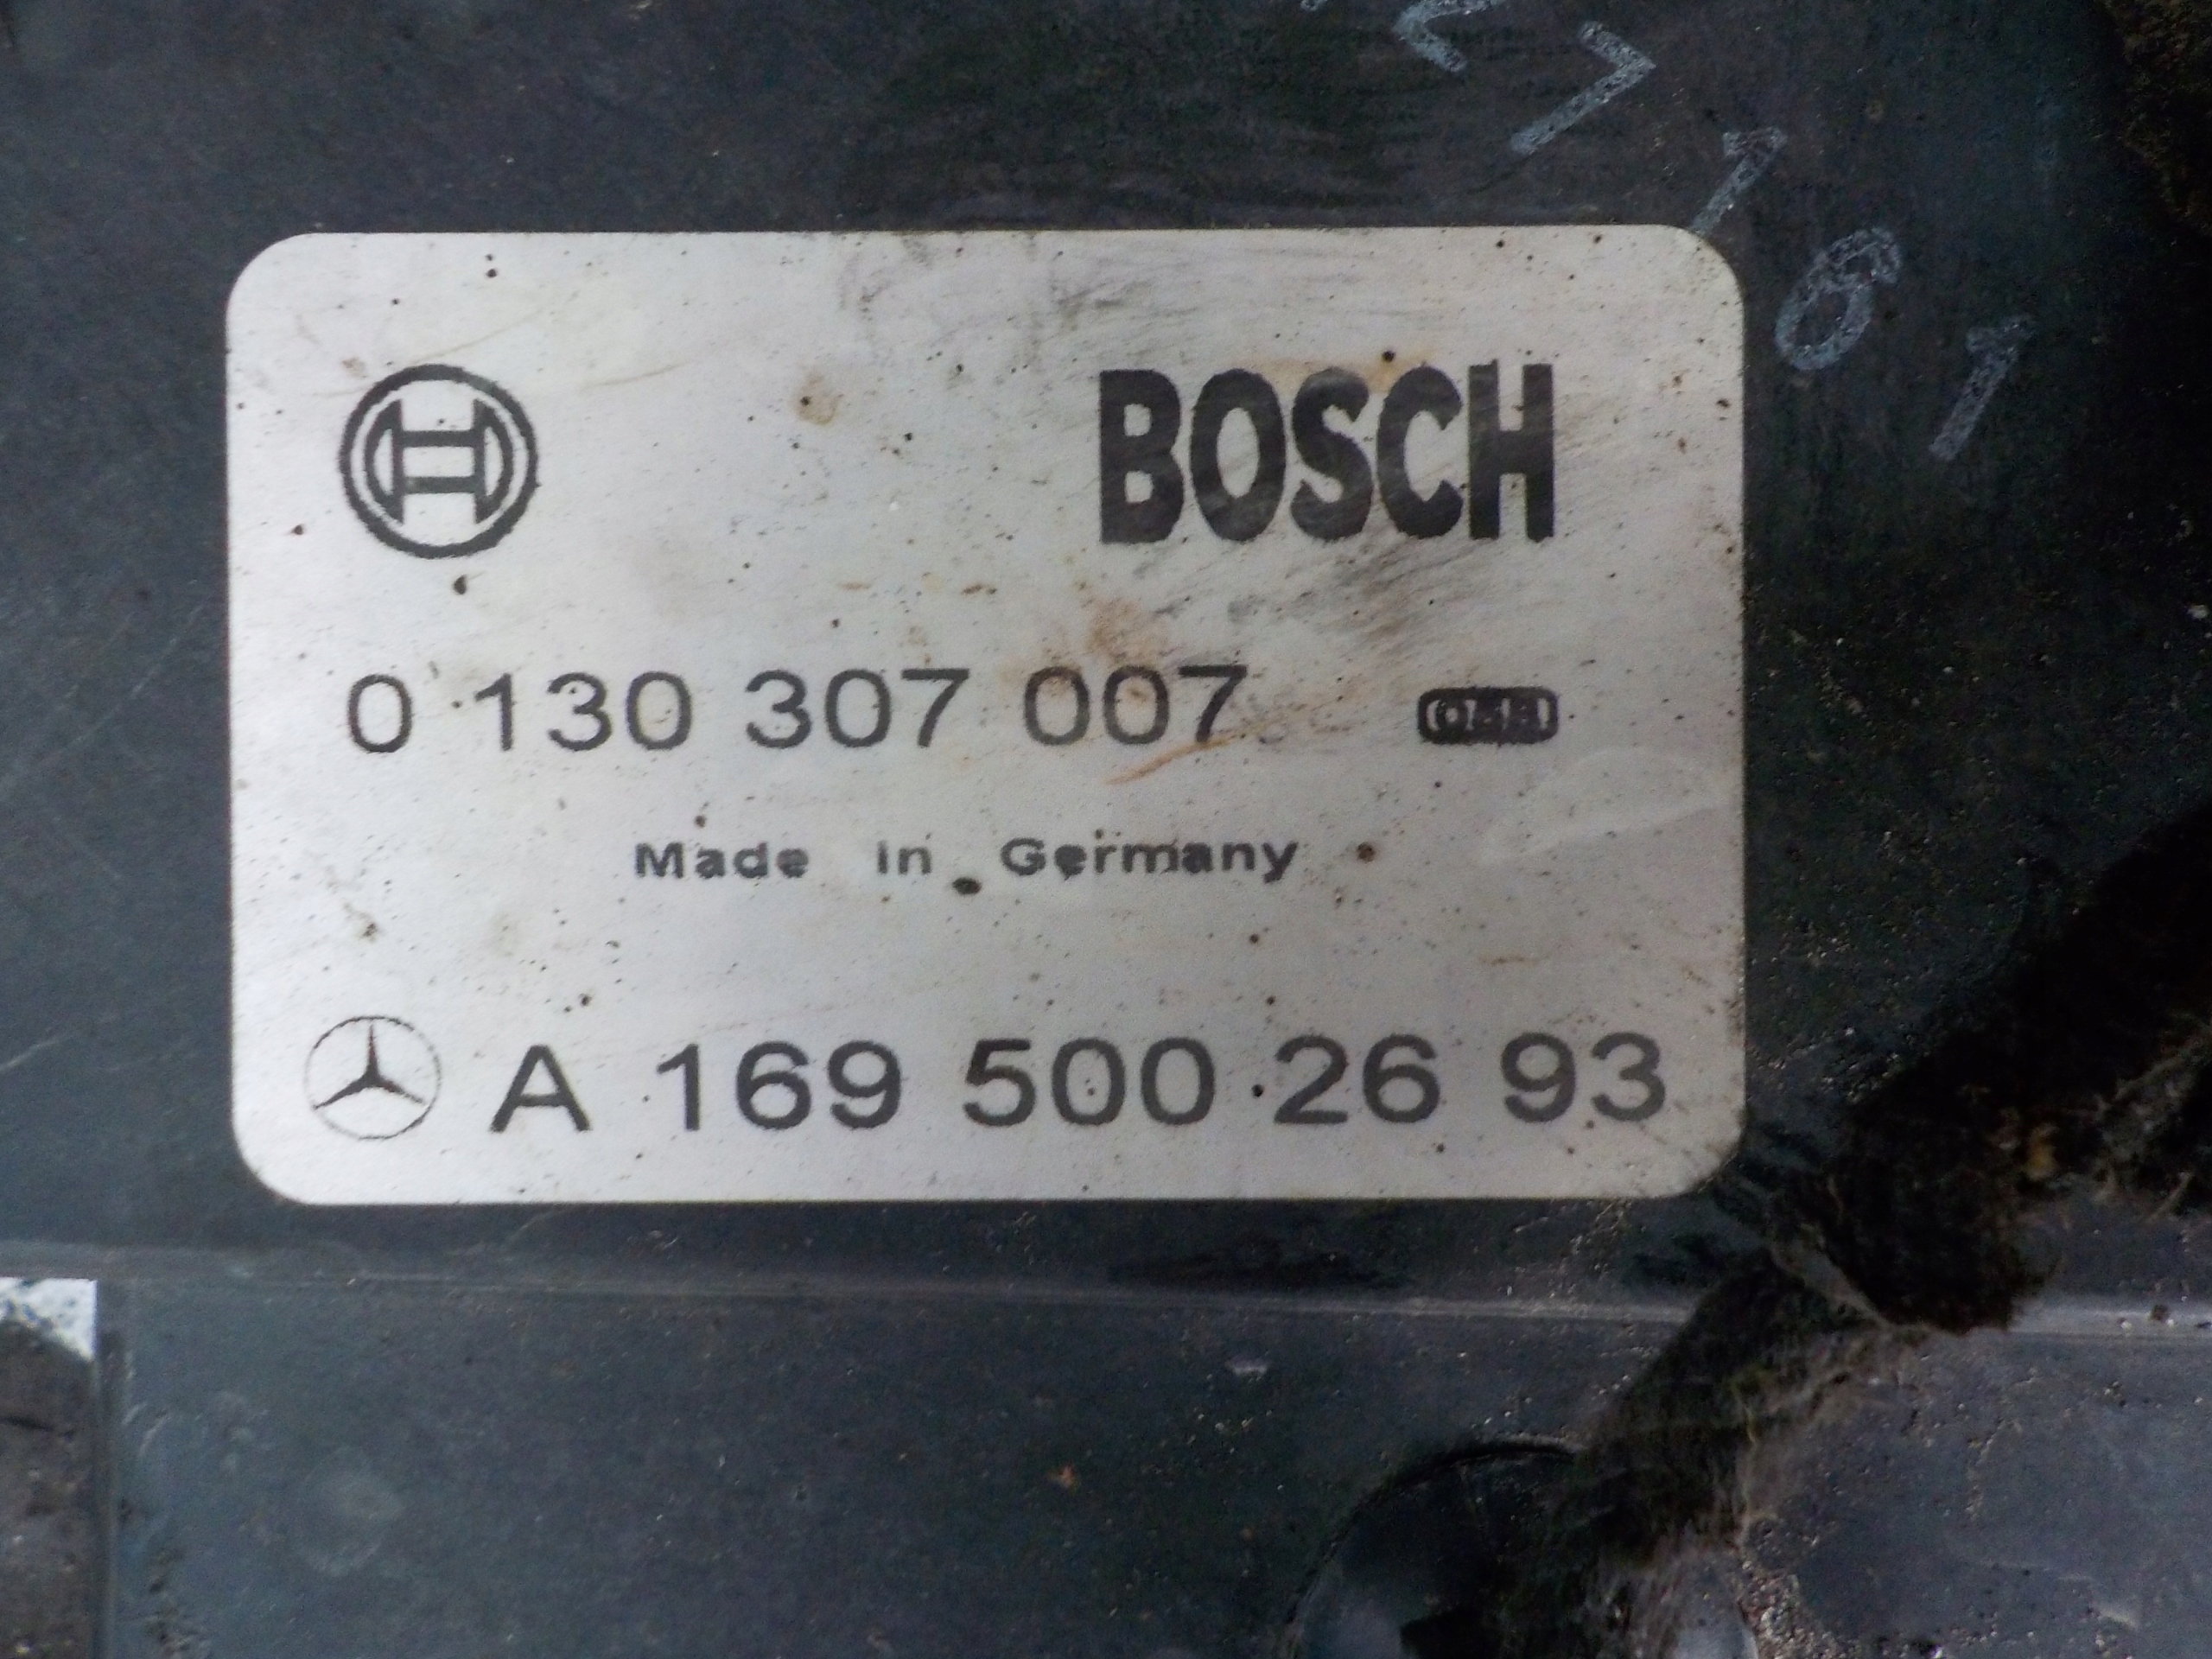 BOSCH
0 130 307 007
Made in Germany
A 169 500 26 93